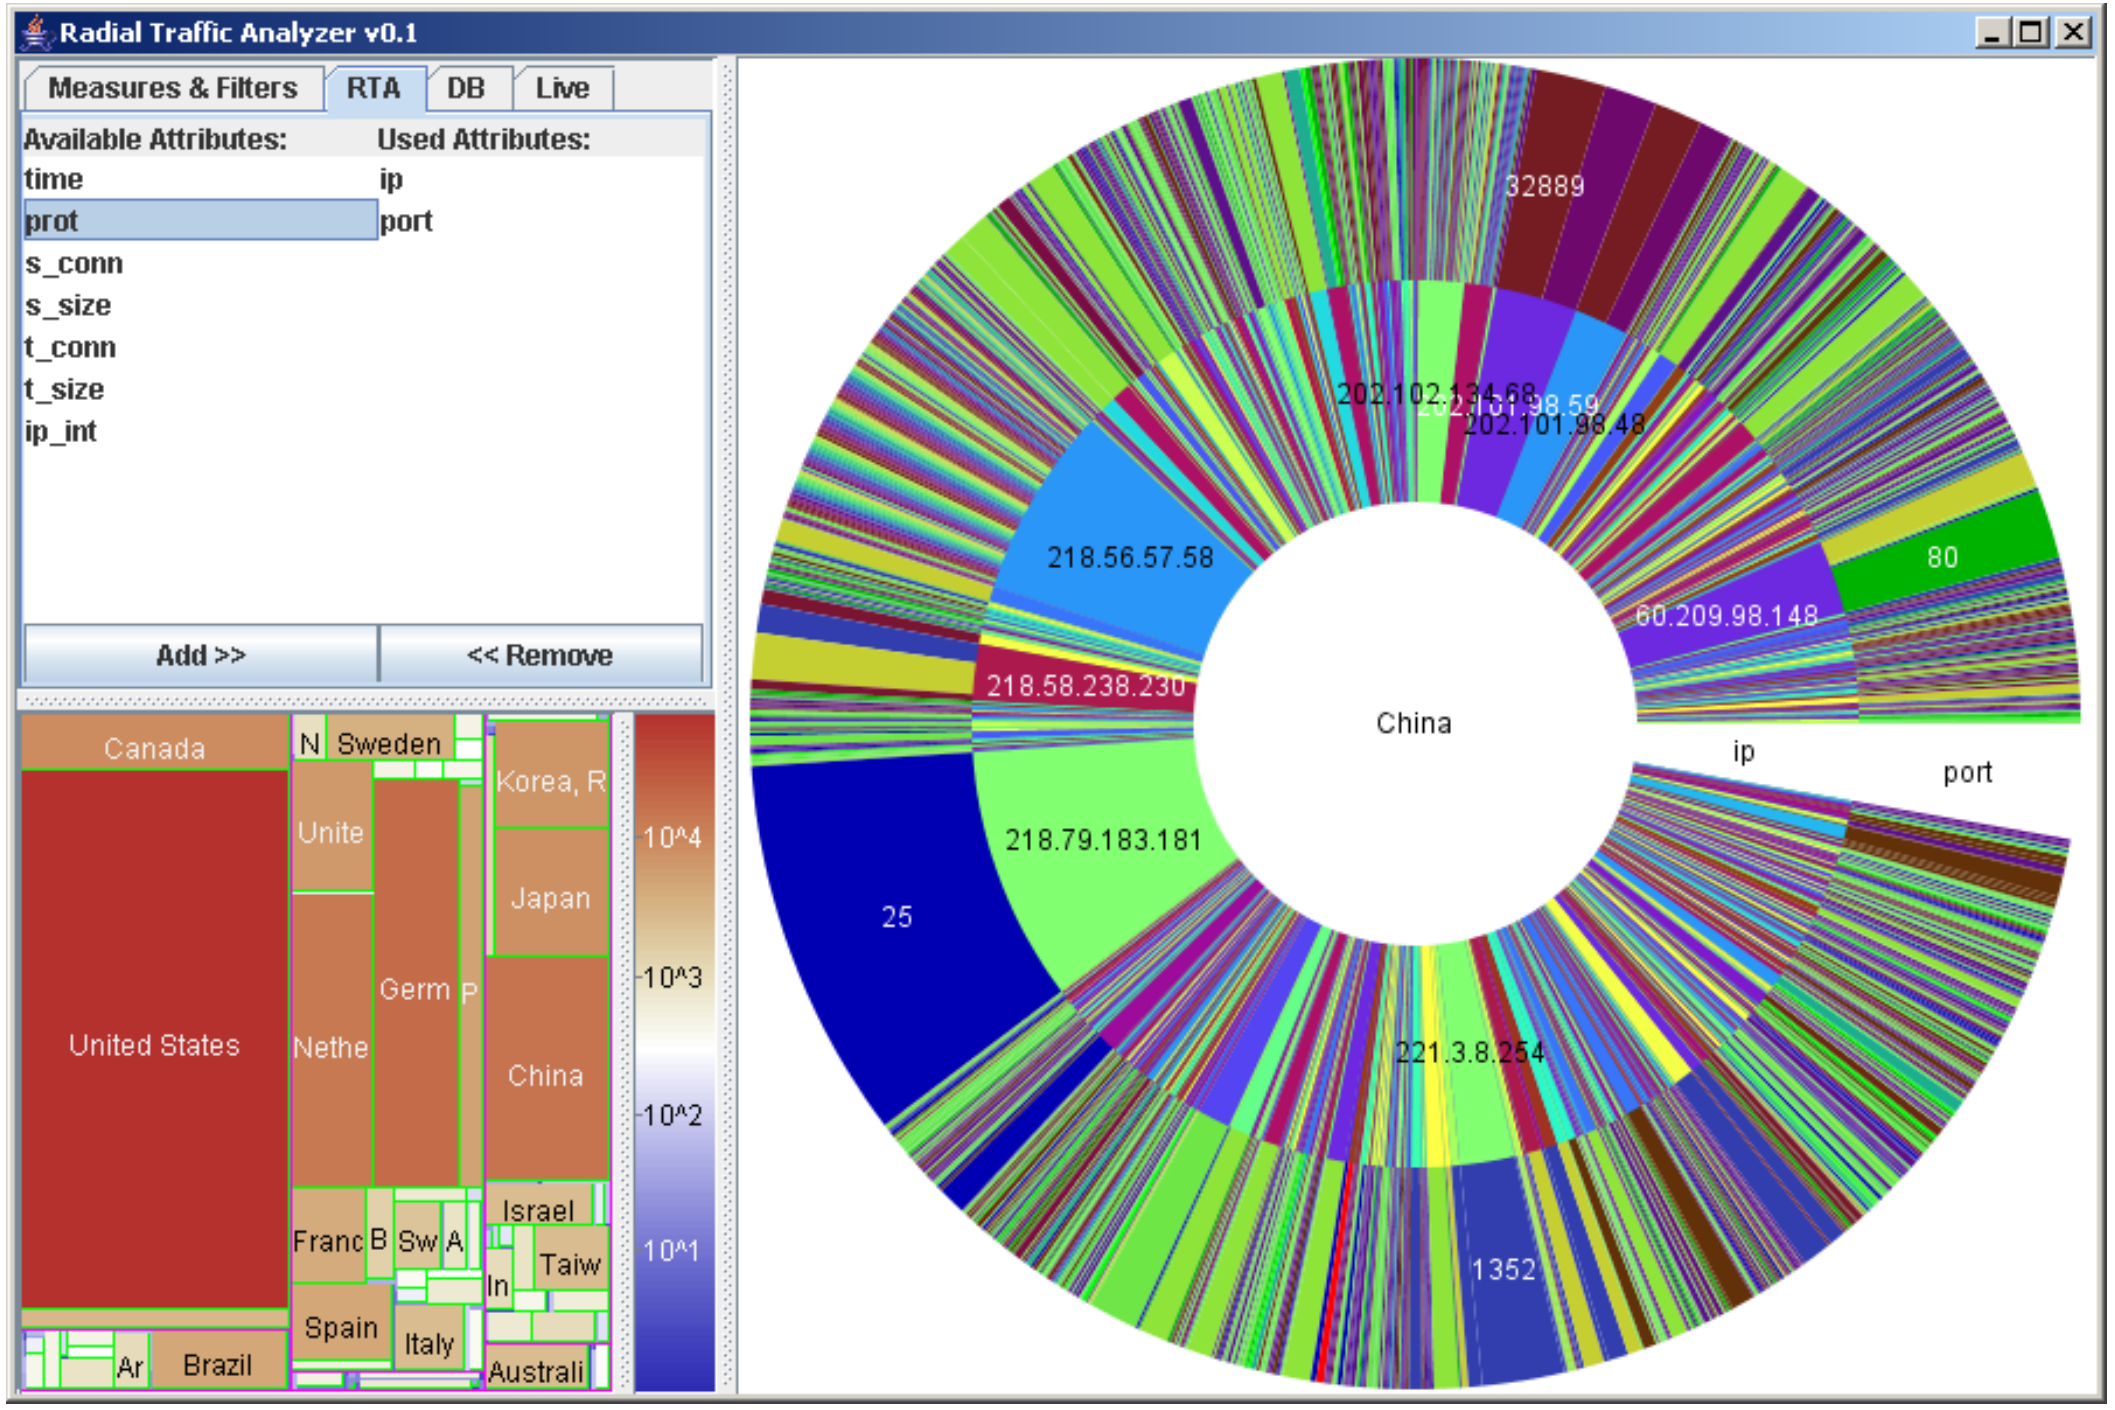 Radial Traffic Analyzer v0.1
Measures & Filters
RTA
DB
Live
Available Attributes:
Used Attributes:
time
ip
prot
port
s_conn
s_size
t_conn
t_size
ip_int
Add >>
<< Remove
Canada
N
Sweden
Korea, R
Unite
Japan
Germ
P
United States
Nethe
China
Israel
Franc
B
Sw
A
Taiw
In
Spain
Italy
Ar
Brazil
Australi
10^4
10^3
10^2
10^1
32889
202.102.134.68
202.101.98.59
202.101.98.48
218.56.57.58
80
60.209.98.148
218.58.238.230
China
ip
port
218.79.183.181
25
221.3.8.254
1352